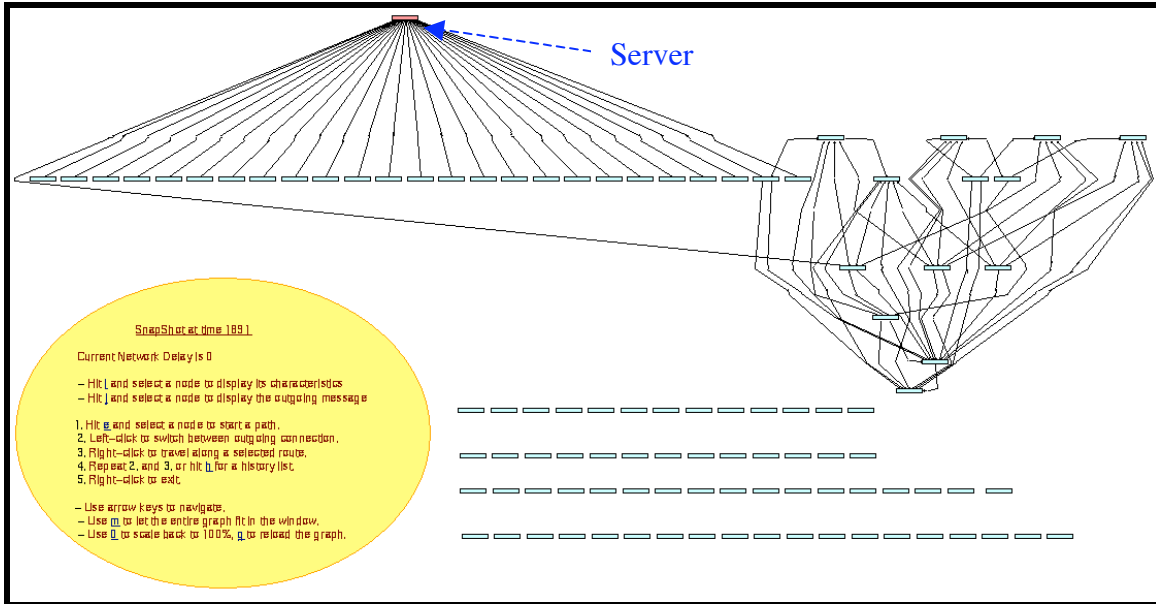 Server
SnapShot at time 1891
Current Network Delay is 0
– Hit i and select a node to display its characteristics
– Hit j and select a node to display the outgoing message
1. Hit e and select a node to start a path.
2. Left–click to switch between outgoing connection.
3. Right–click to travel along a selected route.
4. Repeat 2, and 3, or hit h for a history list.
5. Right–click to exit.
– Use arrow keys to navigate.
– Use m to let the entire graph fit in the window.
– Use 0 to scale back to 100%, g to reload the graph.